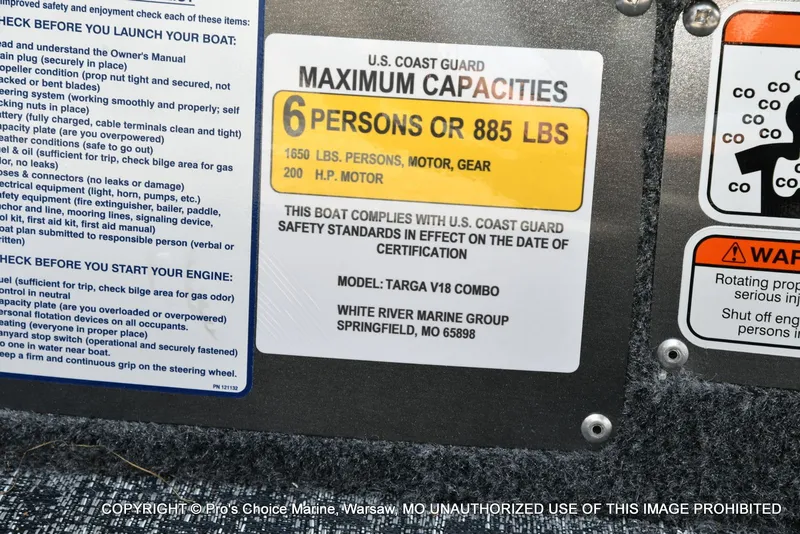 improved safety and enjoyment check each of these items:
HECK BEFORE YOU LAUNCH YOUR BOAT:
ead and understand the Owner's Manual
ain plug (securely in place)
opeller condition (prop nut tight and secured, not
acked or bent blades)
eering system (working smoothly and properly; self
cking nuts in place)
ttery (fully charged, cable terminals clean and tight)
apacity plate (are you overpowered)
eather conditions (safe to go out)
el & oil (sufficient for trip, check bilge area for gas
or, no leaks)
oses & connectors (no leaks or damage)
ectrical equipment (light, horn, pumps, etc.)
afety equipment (fire extinguisher, bailer, paddle,
nchor and line, mooring lines, signaling device,
ol kit, first aid kit, first aid manual)
oat plan submitted to responsible person (verbal or
ritten)
HECK BEFORE YOU START YOUR ENGINE:
uel (sufficient for trip, check bilge area for gas odor)
ontrol in neutral
apacity plate (are you overloaded or overpowered)
ersonal flotation devices on all occupants.
eating (everyone in proper place)
anyard stop switch (operational and securely fastened)
o one in water near boat.
eep a firm and continuous grip on the steering wheel.
PN 121132
U.S. COAST GUARD
MAXIMUM CAPACITIES
6 PERSONS OR 885 LBS
1650 LBS. PERSONS, MOTOR, GEAR
200 H.P. MOTOR
THIS BOAT COMPLIES WITH U.S. COAST GUARD
SAFETY STANDARDS IN EFFECT ON THE DATE OF
CERTIFICATION
MODEL: TARGA V18 COMBO
WHITE RIVER MARINE GROUP
SPRINGFIELD, MO 65898
CO
CO CO
CO CO
CO CO
CO
CO CO
WAR
Rotating prop
serious inj
Shut off eng
persons i
COPYRIGHT © Pro's Choice Marine, Warsaw, MO UNAUTHORIZED USE OF THIS IMAGE PROHIBITED